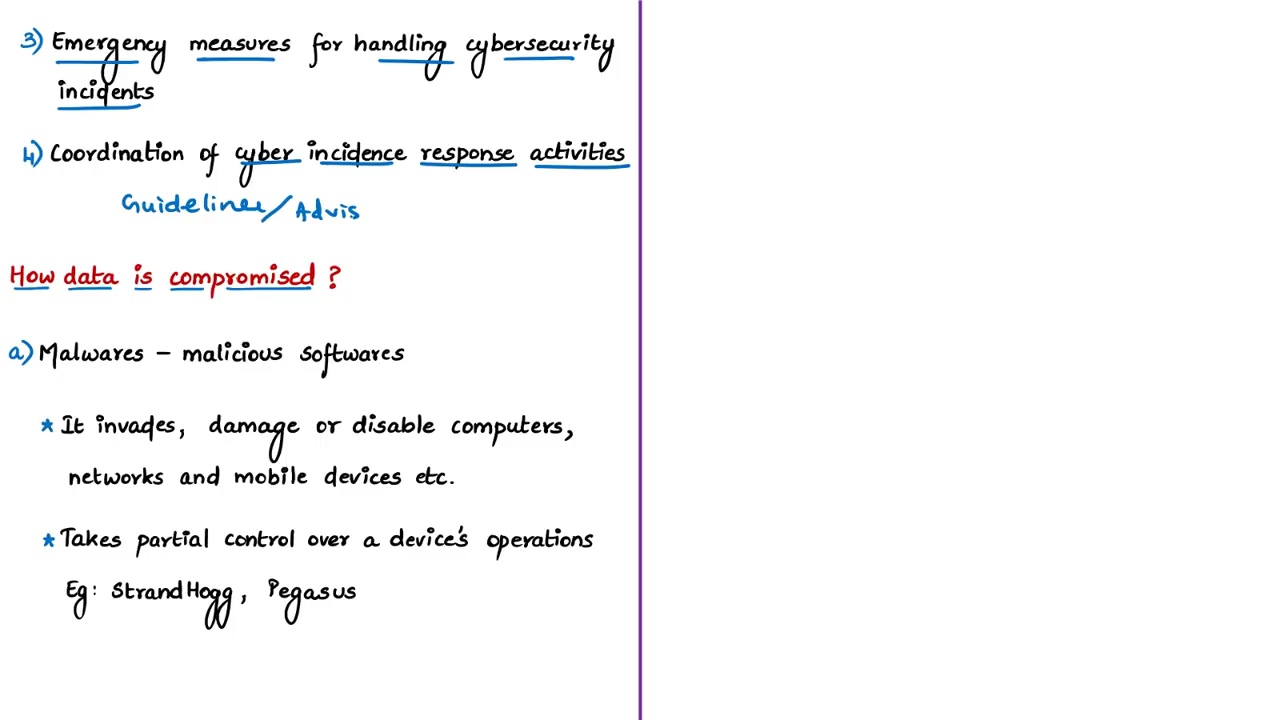 3) Emergency measures for handling cybersecurity
incidents
4) Coordination of cyber incidence response activities
Guidelines/Advis
How data is compromised ?
a) Malwares – malicious softwares
* It invades, damage or disable computers,
networks and mobile devices etc.
* Takes partial control over a device's operations
Eg: StrandHogg, Pegasus